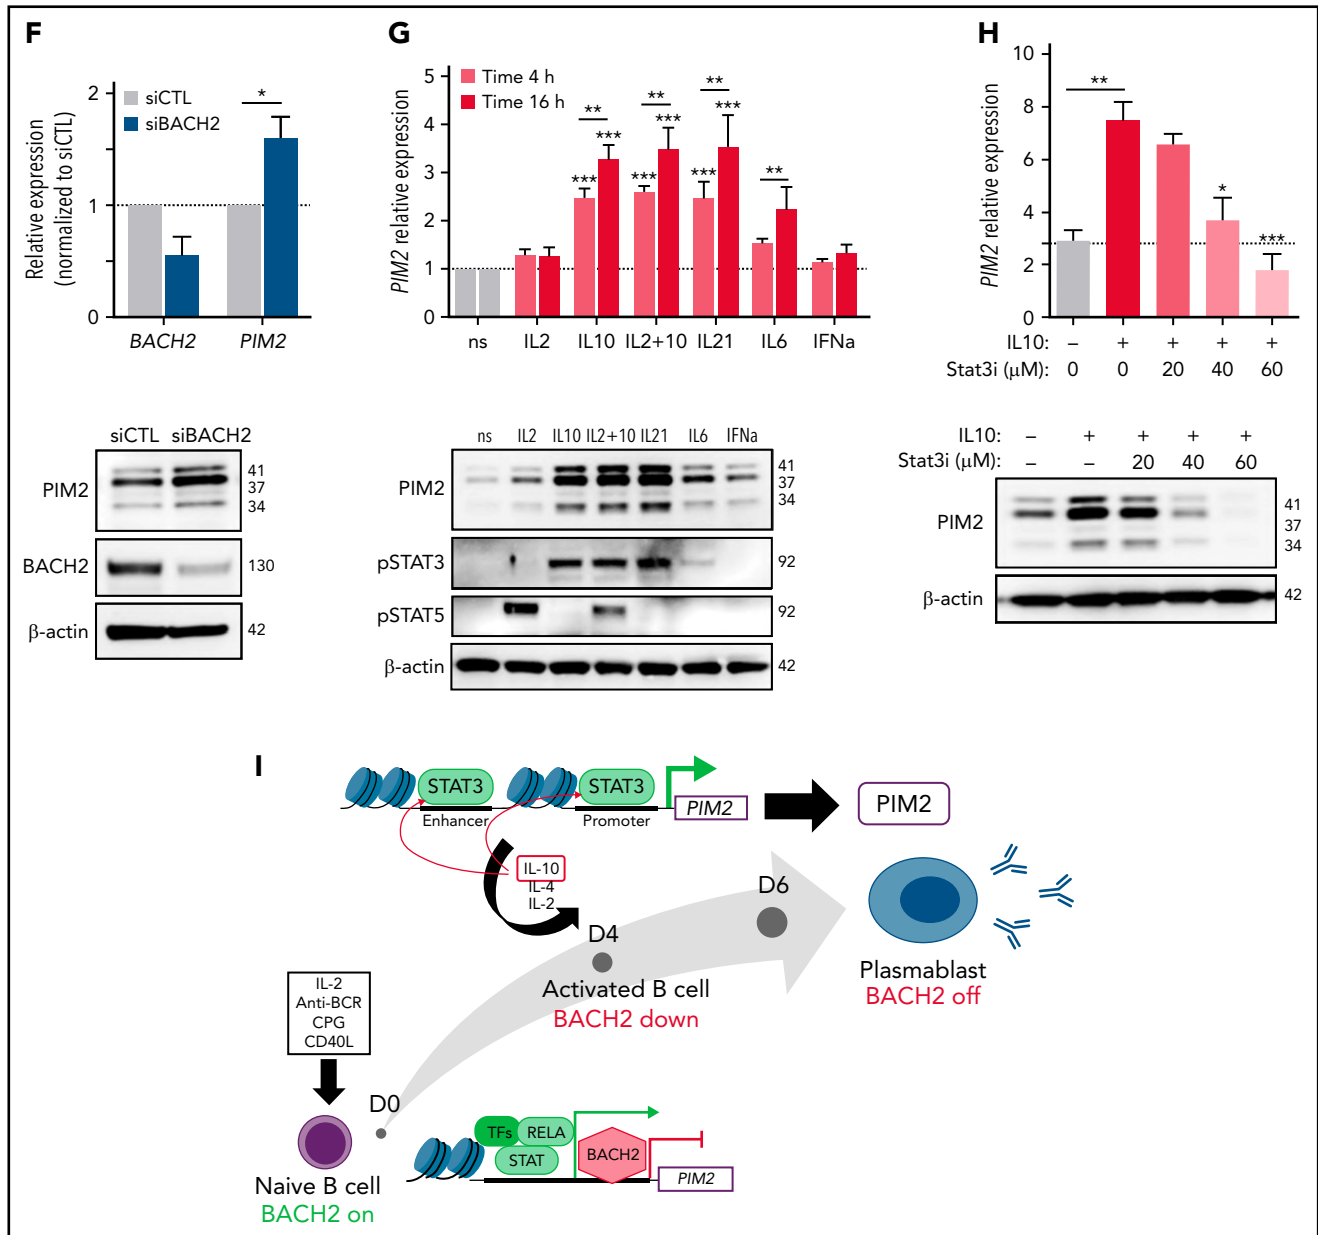 F
Relative expression
(normalized to siCTL)
2
1
0
siCTL
siBACH2
*
BACH2 PIM2
siCTL siBACH2
PIM2
41
37
34
BACH2
130
β-actin
42
G
PIM2 relative expression
5
4
3
2
1
0
Time 4 h
Time 16 h
** ** **
*** *** ***
*** *** *** **
ns IL2 IL10 IL2+10 IL21 IL6 IFNa
ns IL2 IL10 IL2+10 IL21 IL6 IFNa
PIM2
41
37
34
pSTAT3
92
pSTAT5
92
β-actin
42
H
PIM2 relative expression
10
8
6
4
2
0
**
*
***
IL10: – + + + +
Stat3i (μM): 0 0 20 40 60
IL10: – + + + +
Stat3i (μM): – – 20 40 60
PIM2
41
37
34
β-actin
42
I
STAT3 STAT3
Enhancer Promoter PIM2
PIM2
IL-10
IL-4
IL-2
D6
D4
Activated B cell
BACH2 down
Plasmablast
BACH2 off
IL-2
Anti-BCR
CPG
CD40L
D0
Naive B cell
BACH2 on
TFs RELA
STAT
BACH2
PIM2